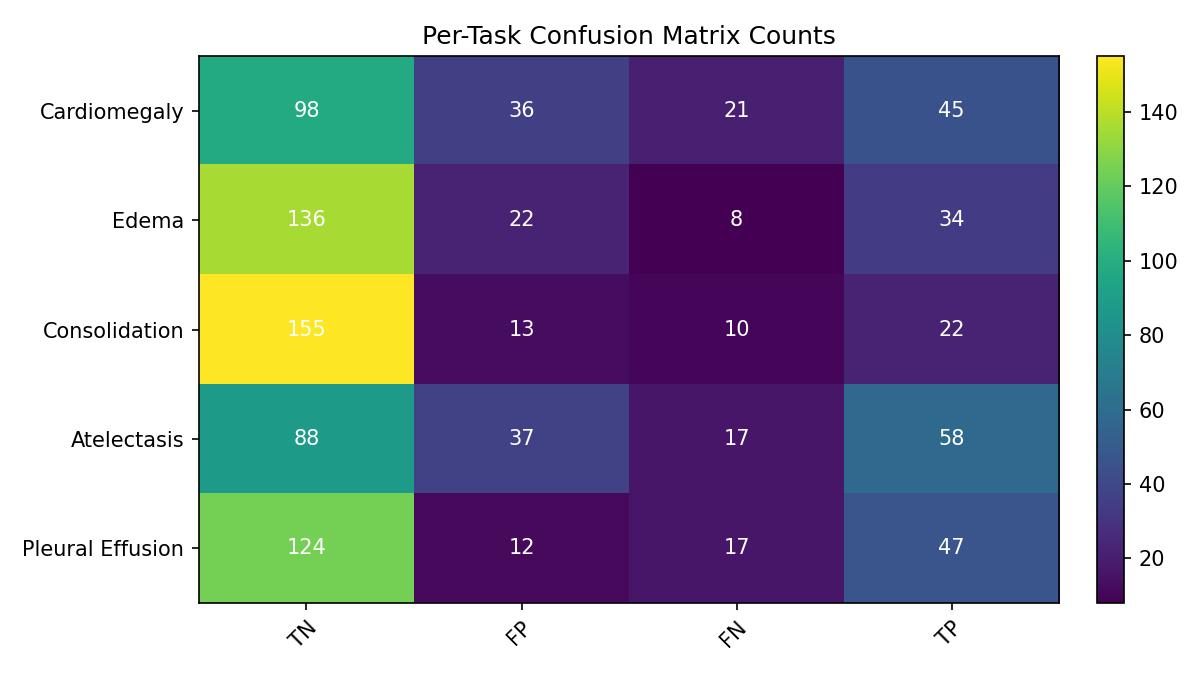 Per-Task Confusion Matrix Counts
Cardiomegaly 98 36 21 45
Edema 136 22 8 34
Consolidation 155 13 10 22
Atelectasis 88 37 17 58
Pleural Effusion 124 12 17 47
TN FP FN TP
140
120
100
80
60
40
20